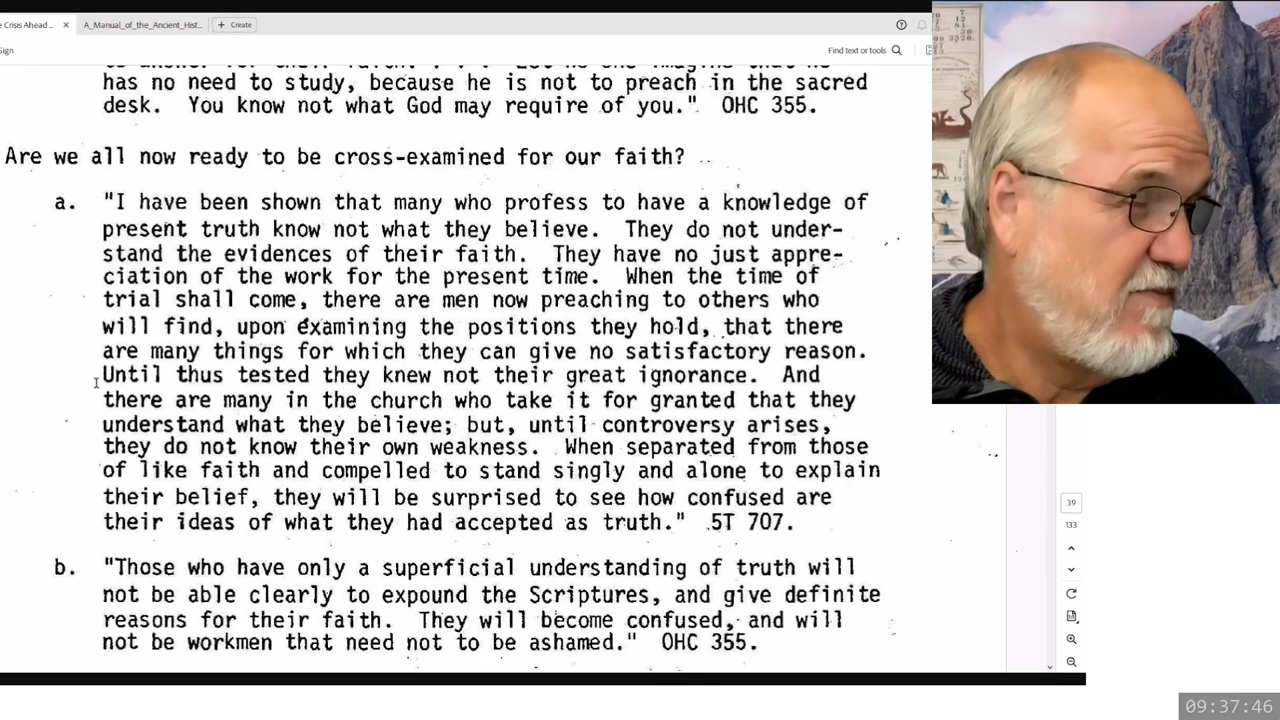 e Crisis Ahead ... × A_Manual_of_the_Ancient_Hist... + Create
Sign
Find text or tools
has no need to study, because he is not to preach in the sacred
desk. You know not what God may require of you." OHC 355.
Are we all now ready to be cross-examined for our faith?
a. "I have been shown that many who profess to have a knowledge of
present truth know not what they believe. They do not under-
stand the evidences of their faith. They have no just appre-
ciation of the work for the present time. When the time of
trial shall come, there are men now preaching to others who
will find, upon examining the positions they hold, that there
are many things for which they can give no satisfactory reason.
Until thus tested they knew not their great ignorance. And
there are many in the church who take it for granted that they
understand what they believe; but, until controversy arises,
they do not know their own weakness. When separated from those
of like faith and compelled to stand singly and alone to explain
their belief, they will be surprised to see how confused are
their ideas of what they had accepted as truth." 5T 707.
b. "Those who have only a superficial understanding of truth will
not be able clearly to expound the Scriptures, and give definite
reasons for their faith. They will become confused, and will
not be workmen that need not to be ashamed." OHC 355.
39
133
09:37:46